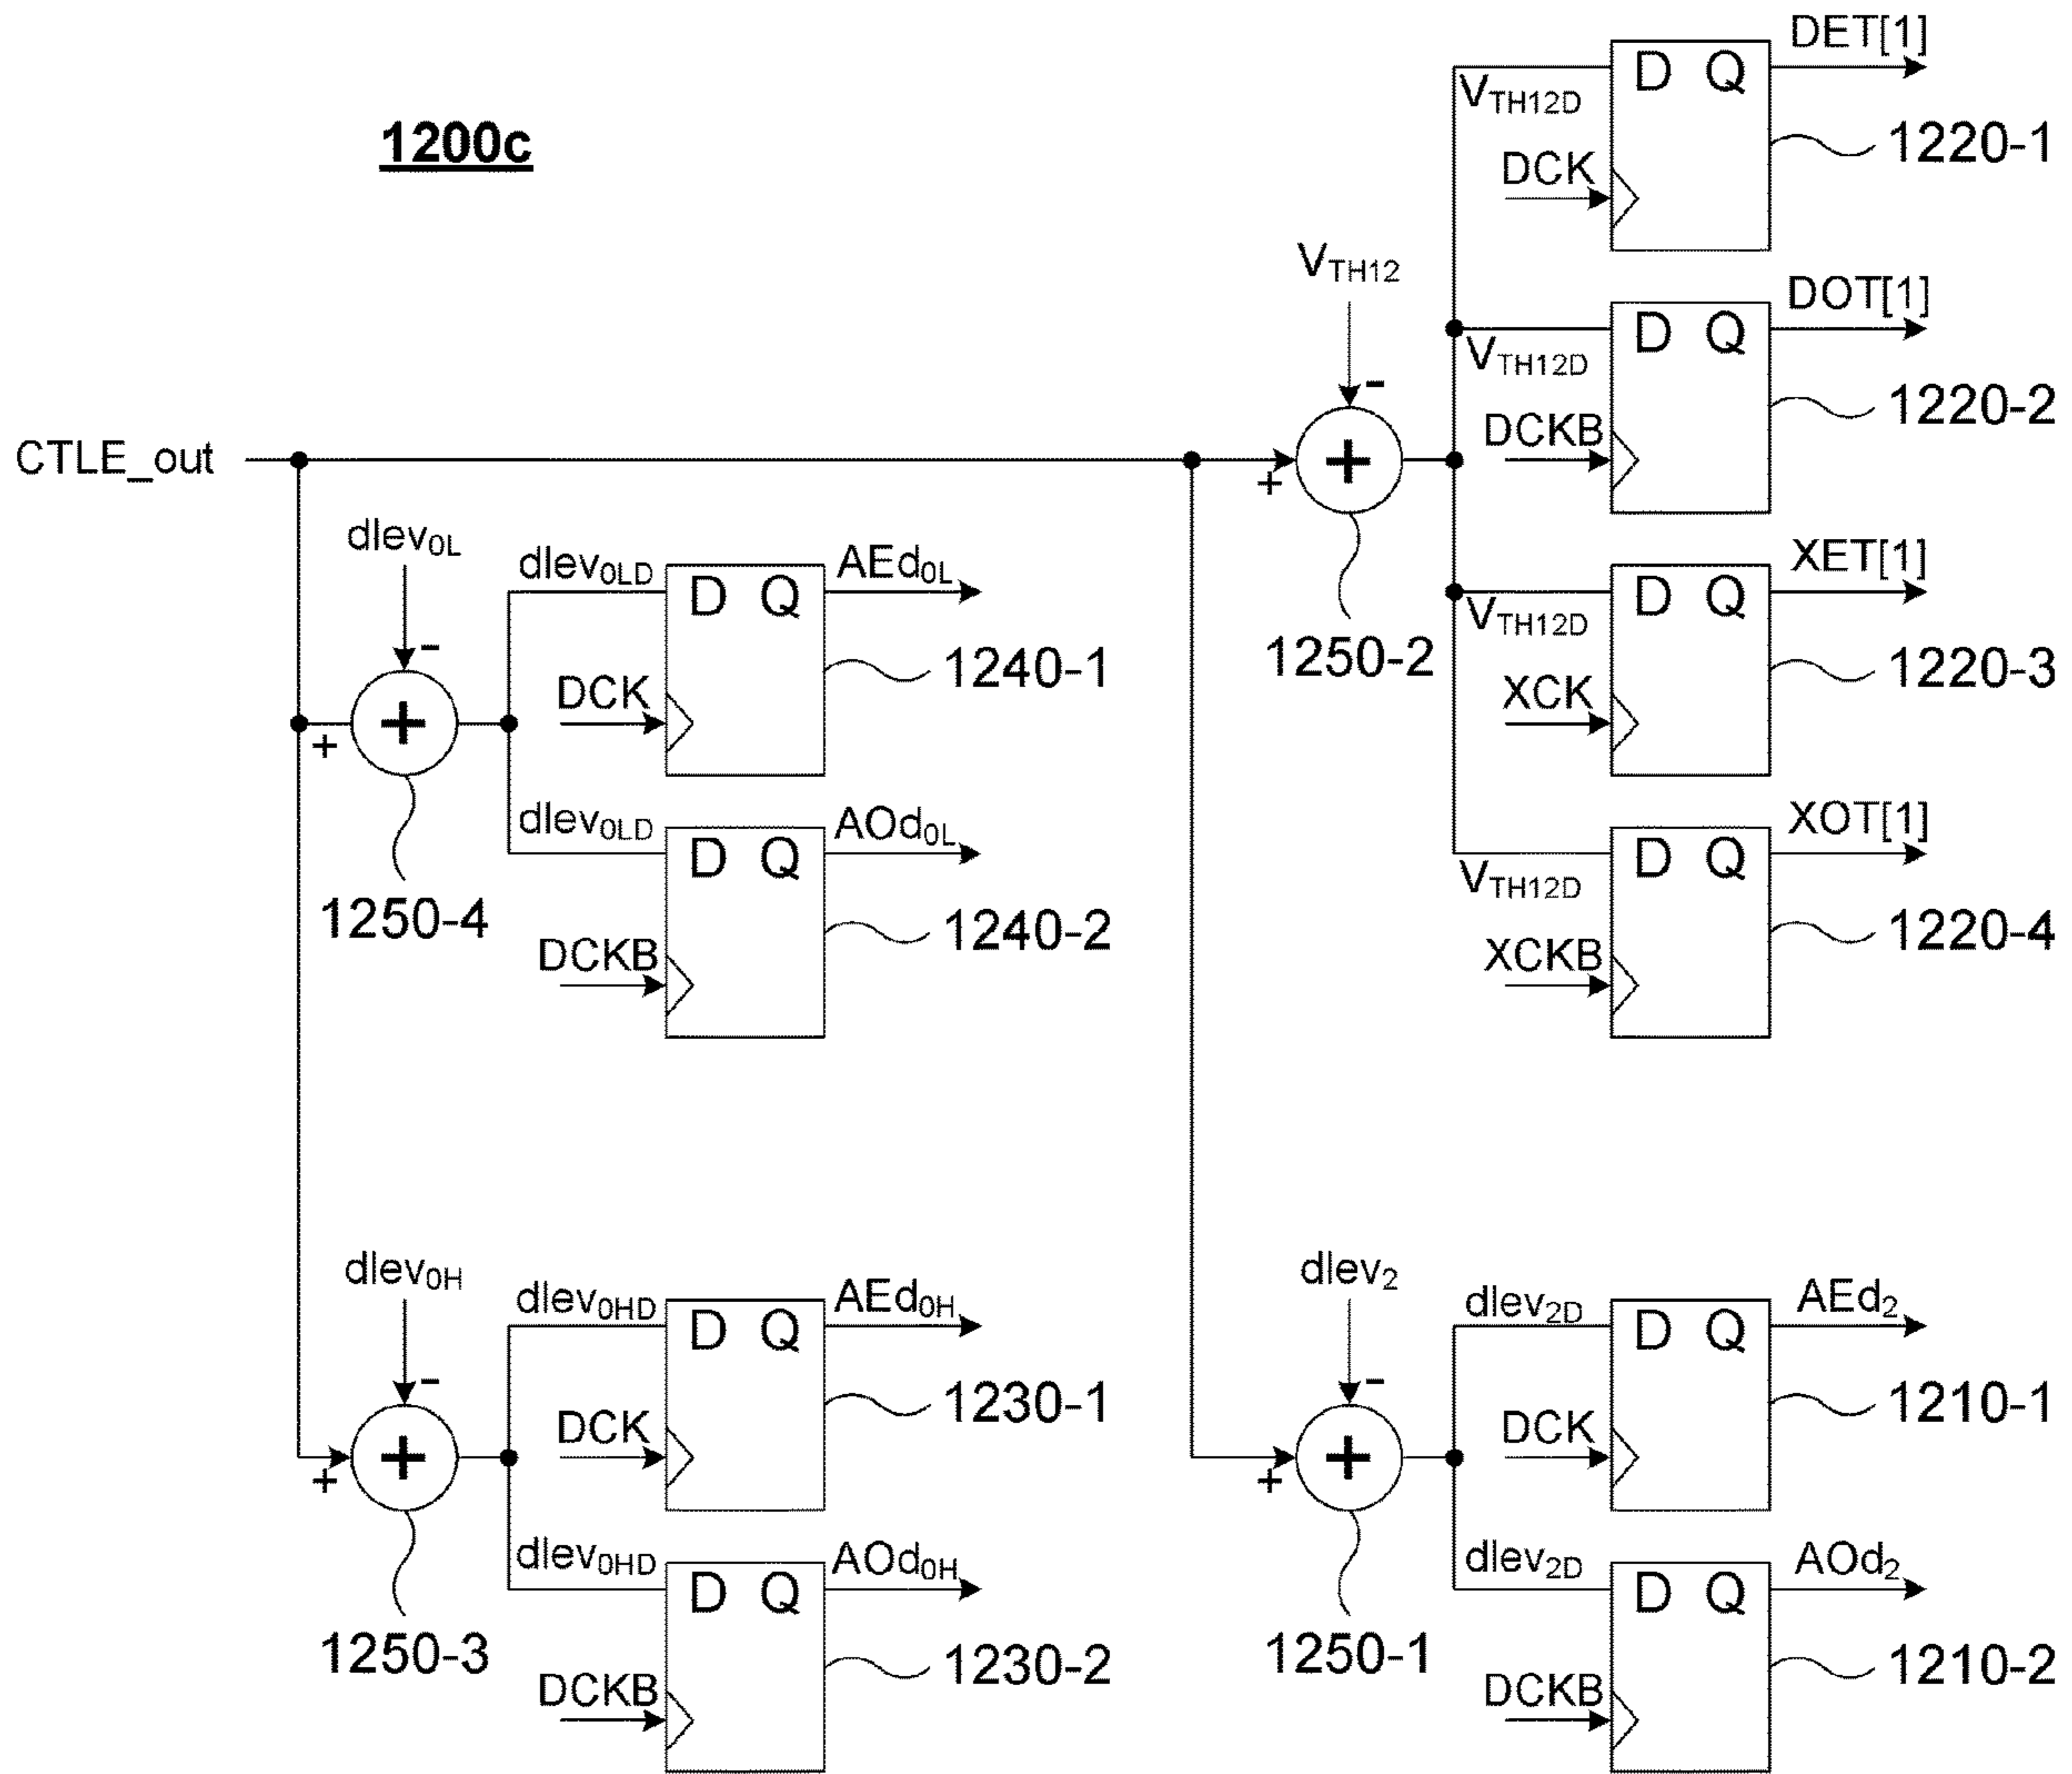 1200c
CTLE_out
dlev0L
-
+
+
1250-4
dlev0LD
D Q
AEd0L
DCK
1240-1
dlev0LD
D Q
AOd0L
DCKB
1240-2
dlev0H
-
+
+
1250-3
dlev0HD
D Q
AEd0H
DCK
1230-1
dlev0HD
D Q
AOd0H
DCKB
1230-2
VTH12
-
+
+
1250-2
VTH12D
D Q
DET[1]
DCK
1220-1
VTH12D
D Q
DOT[1]
DCKB
1220-2
VTH12D
D Q
XET[1]
XCK
1220-3
VTH12D
D Q
XOT[1]
XCKB
1220-4
dlev2
-
+
+
1250-1
dlev2D
D Q
AEd2
DCK
1210-1
dlev2D
D Q
AOd2
DCKB
1210-2